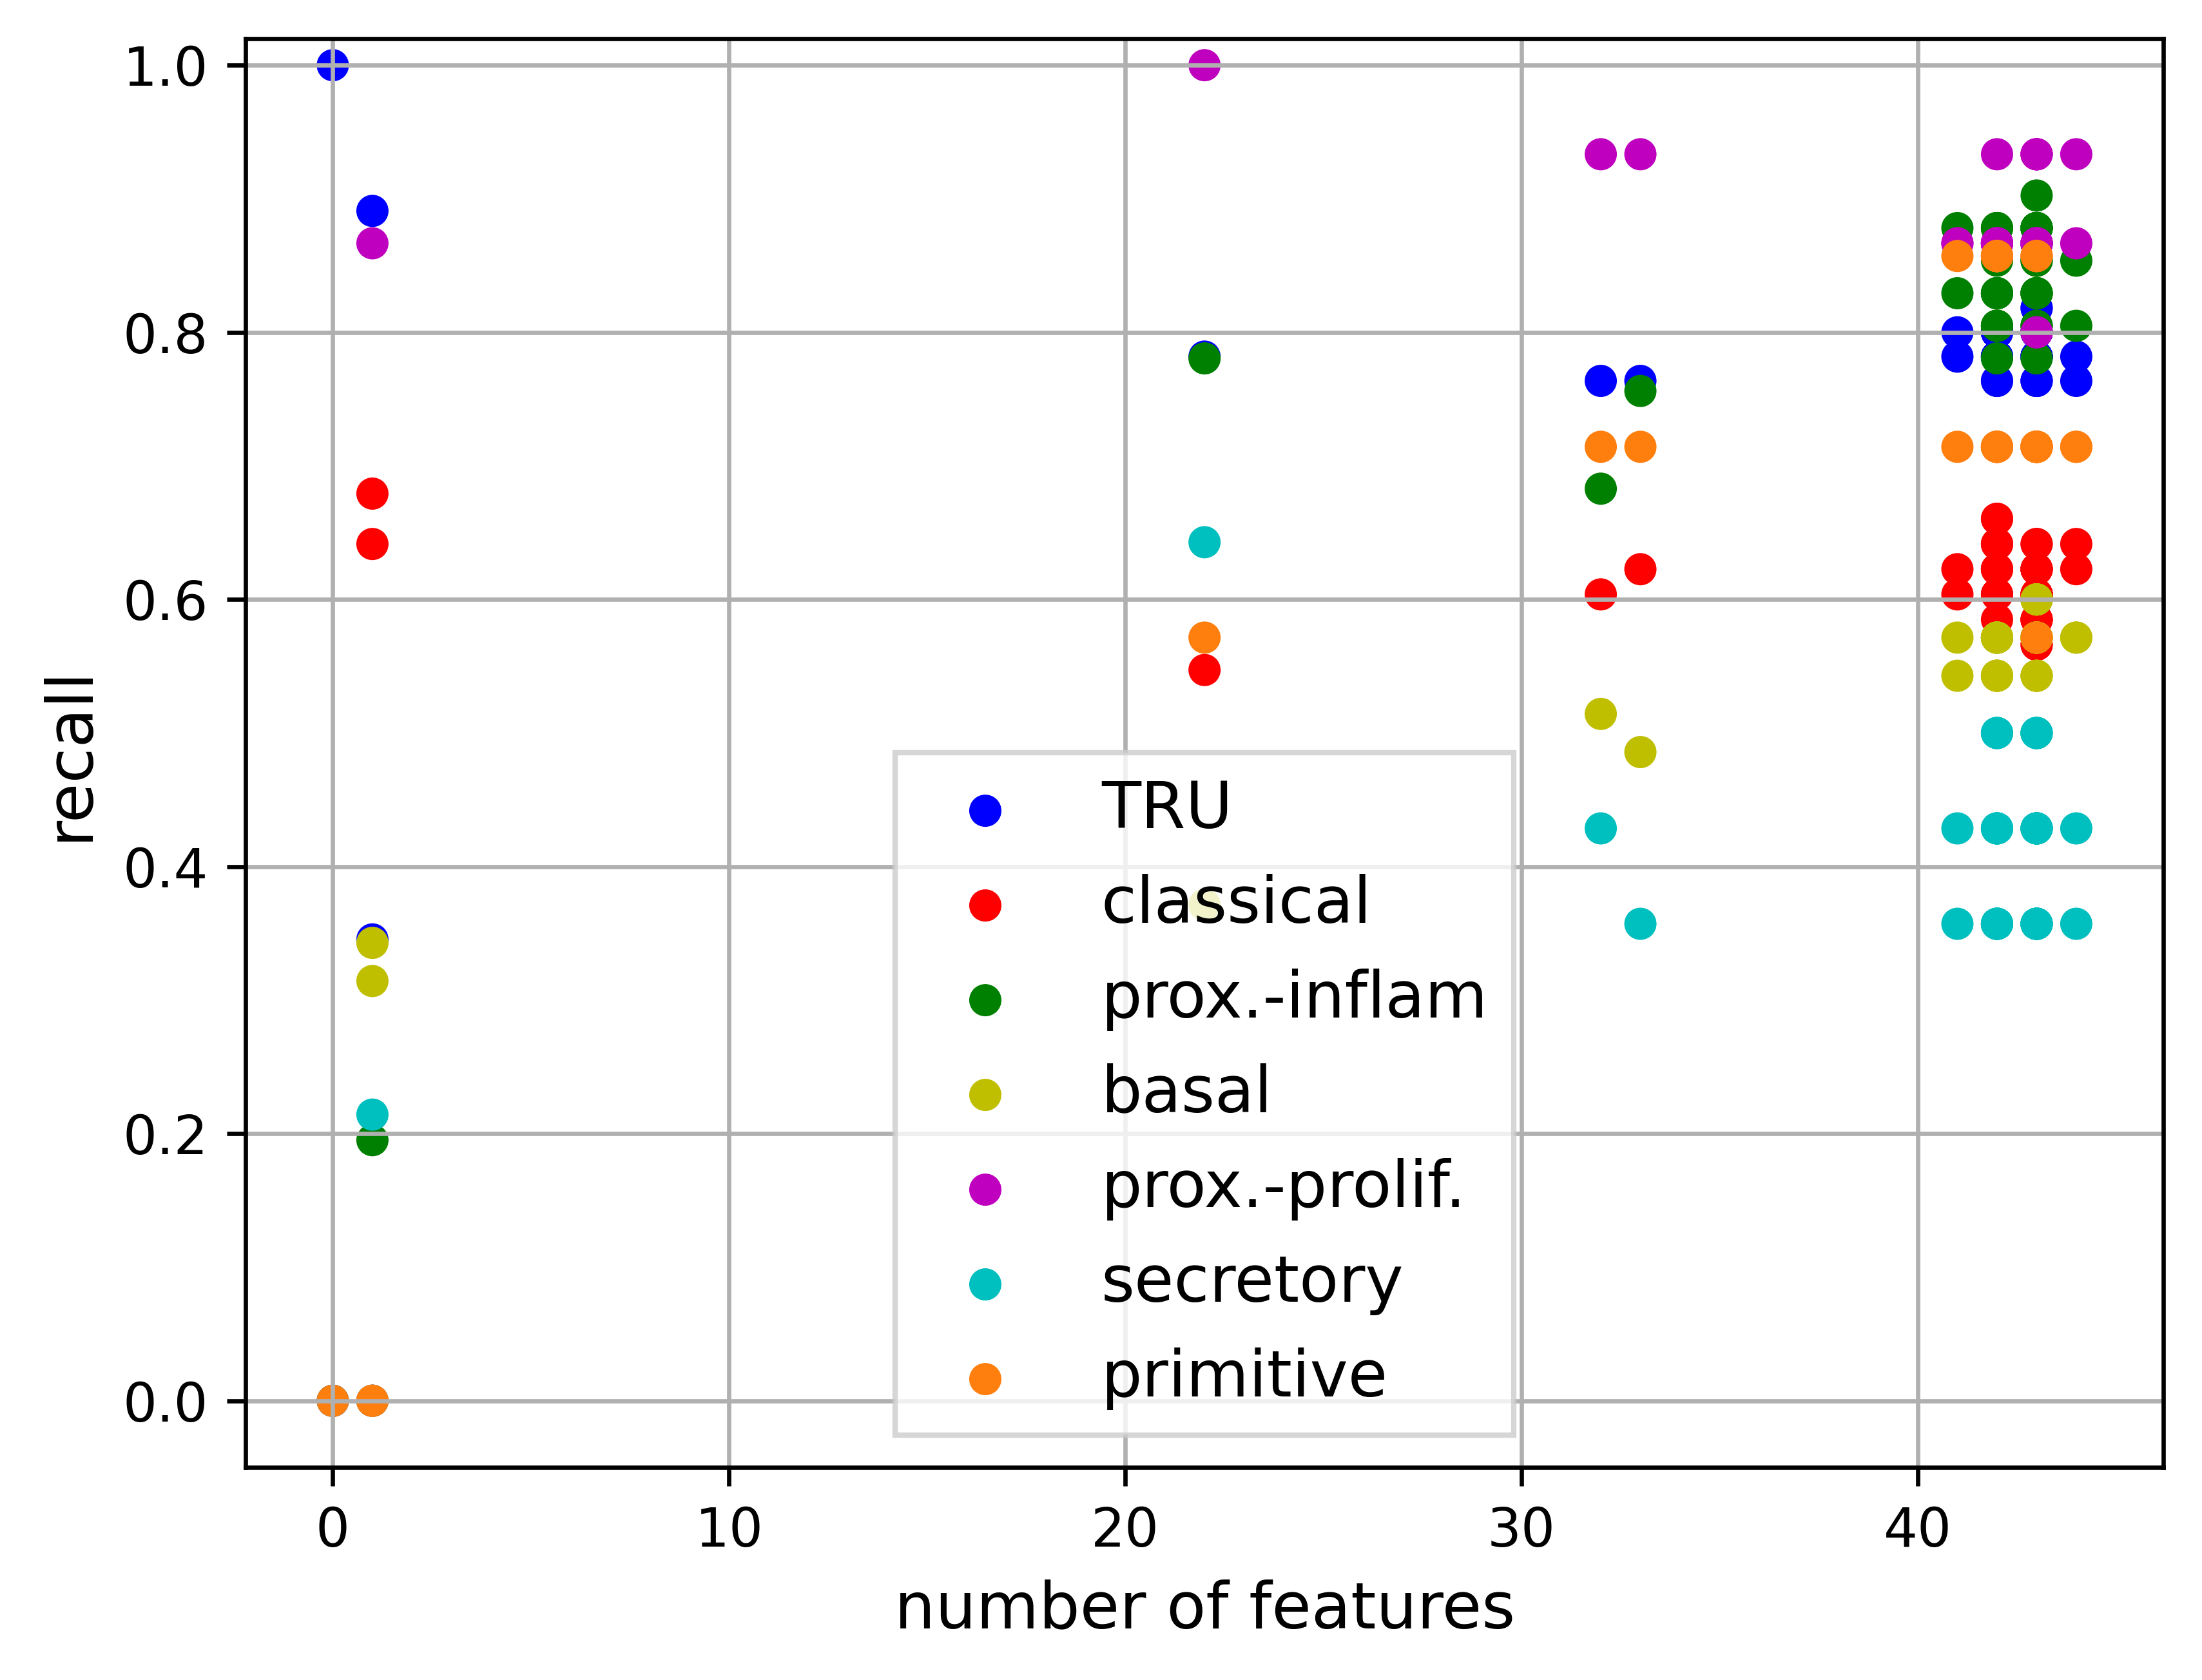 1.0
0.8
0.6
0.4
0.2
0.0
recall
TRU
classical
prox.-inflam
basal
prox.-prolif.
secretory
primitive
0 10 20 30 40
number of features